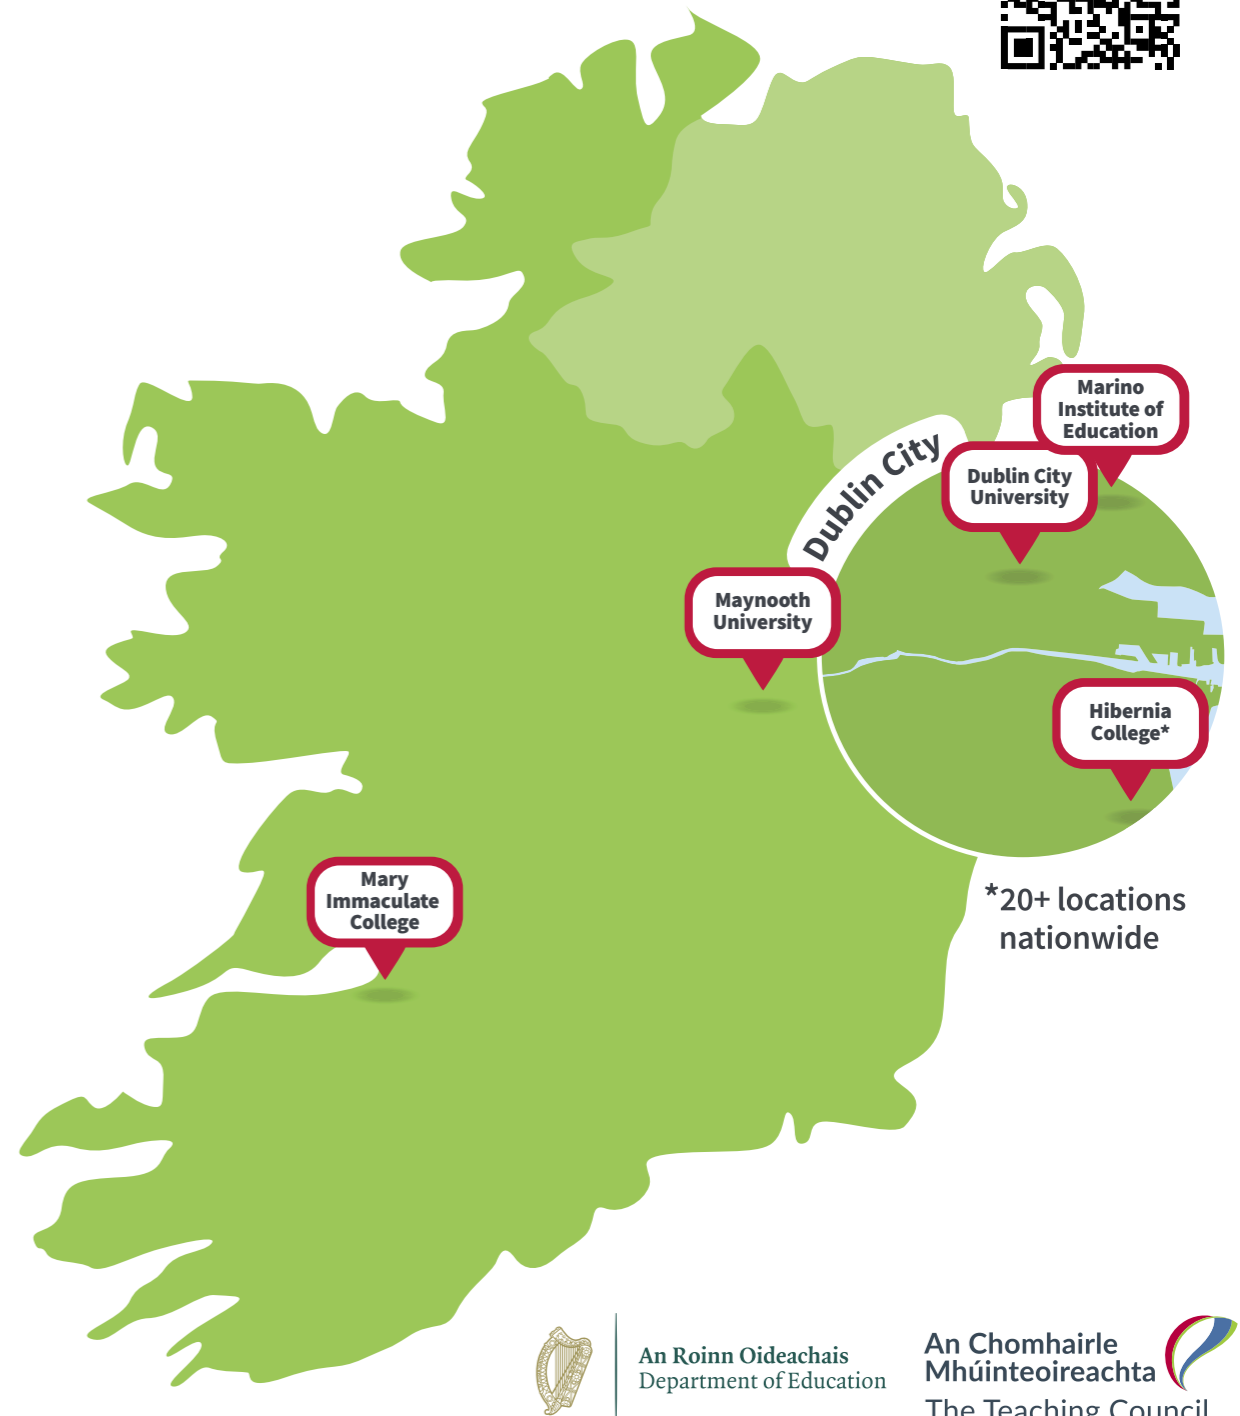 Marino
Institute of
Education
Dublin City
Dublin City
University
Maynooth
University
Hibernia
College*
Mary
Immaculate
College
*20+ locations
nationwide
An Roinn Oideachais
Department of Education
An Chomhairle
Mhúinteoireachta
The Teaching Council